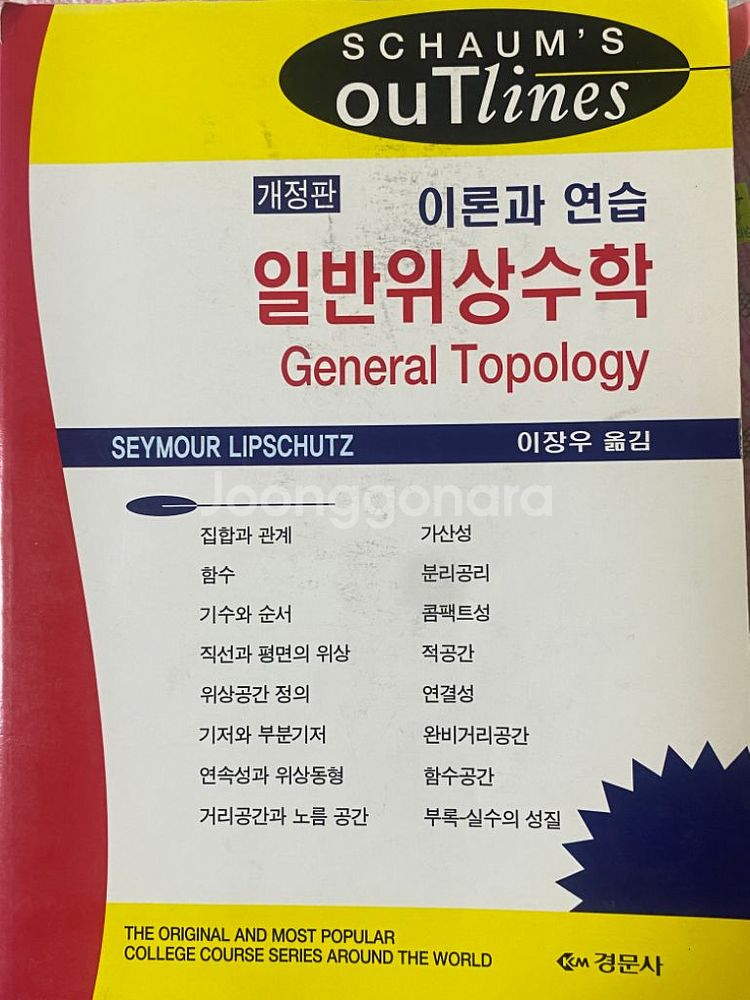 SCHAUM'S
ouTlines
개정판
이론과 연습
일반위상수학
General Topology
SEYMOUR LIPSCHUTZ
이장우 옮김
Joonggonara
집합과 관계
함수
기수와 순서
직선과 평면의 위상
위상공간 정의
기저와 부분기저
연속성과 위상동형
거리공간과 노름 공간
가산성
분리공리
콤팩트성
적공간
연결성
완비거리공간
함수공간
부록-실수의 성질
THE ORIGINAL AND MOST POPULAR
COLLEGE COURSE SERIES AROUND THE WORLD
KM 경문사